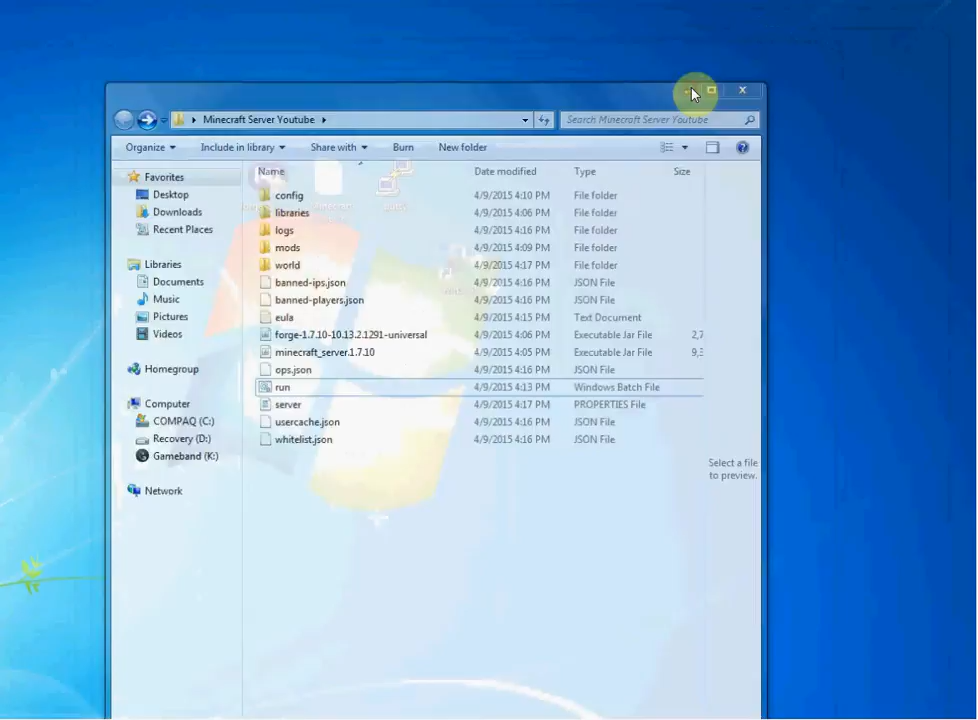 Minecraft Server Youtube
Search Minecraft Server Youtube
Organize Include in library Share with Burn New folder
Favorites
Desktop
Downloads
Recent Places
Libraries
Documents
Music
Pictures
Videos
Homegroup
Computer
COMPAQ (C:)
Recovery (D:)
Gameband (K:)
Network
Name Date modified Type Size
config 4/9/2015 4:10 PM File folder
libraries 4/9/2015 4:06 PM File folder
logs 4/9/2015 4:16 PM File folder
mods 4/9/2015 4:09 PM File folder
world 4/9/2015 4:17 PM File folder
banned-ips.json 4/9/2015 4:16 PM JSON File
banned-players.json 4/9/2015 4:16 PM JSON File
eula 4/9/2015 4:15 PM Text Document
forge-1.7.10-10.13.2.1291-universal 4/9/2015 4:06 PM Executable Jar File 2,7
minecraft_server.1.7.10 4/9/2015 4:05 PM Executable Jar File 9,3
ops.json 4/9/2015 4:16 PM JSON File
run 4/9/2015 4:13 PM Windows Batch File
server 4/9/2015 4:17 PM PROPERTIES File
usercache.json 4/9/2015 4:16 PM JSON File
whitelist.json 4/9/2015 4:16 PM JSON File
Select a file
to preview.